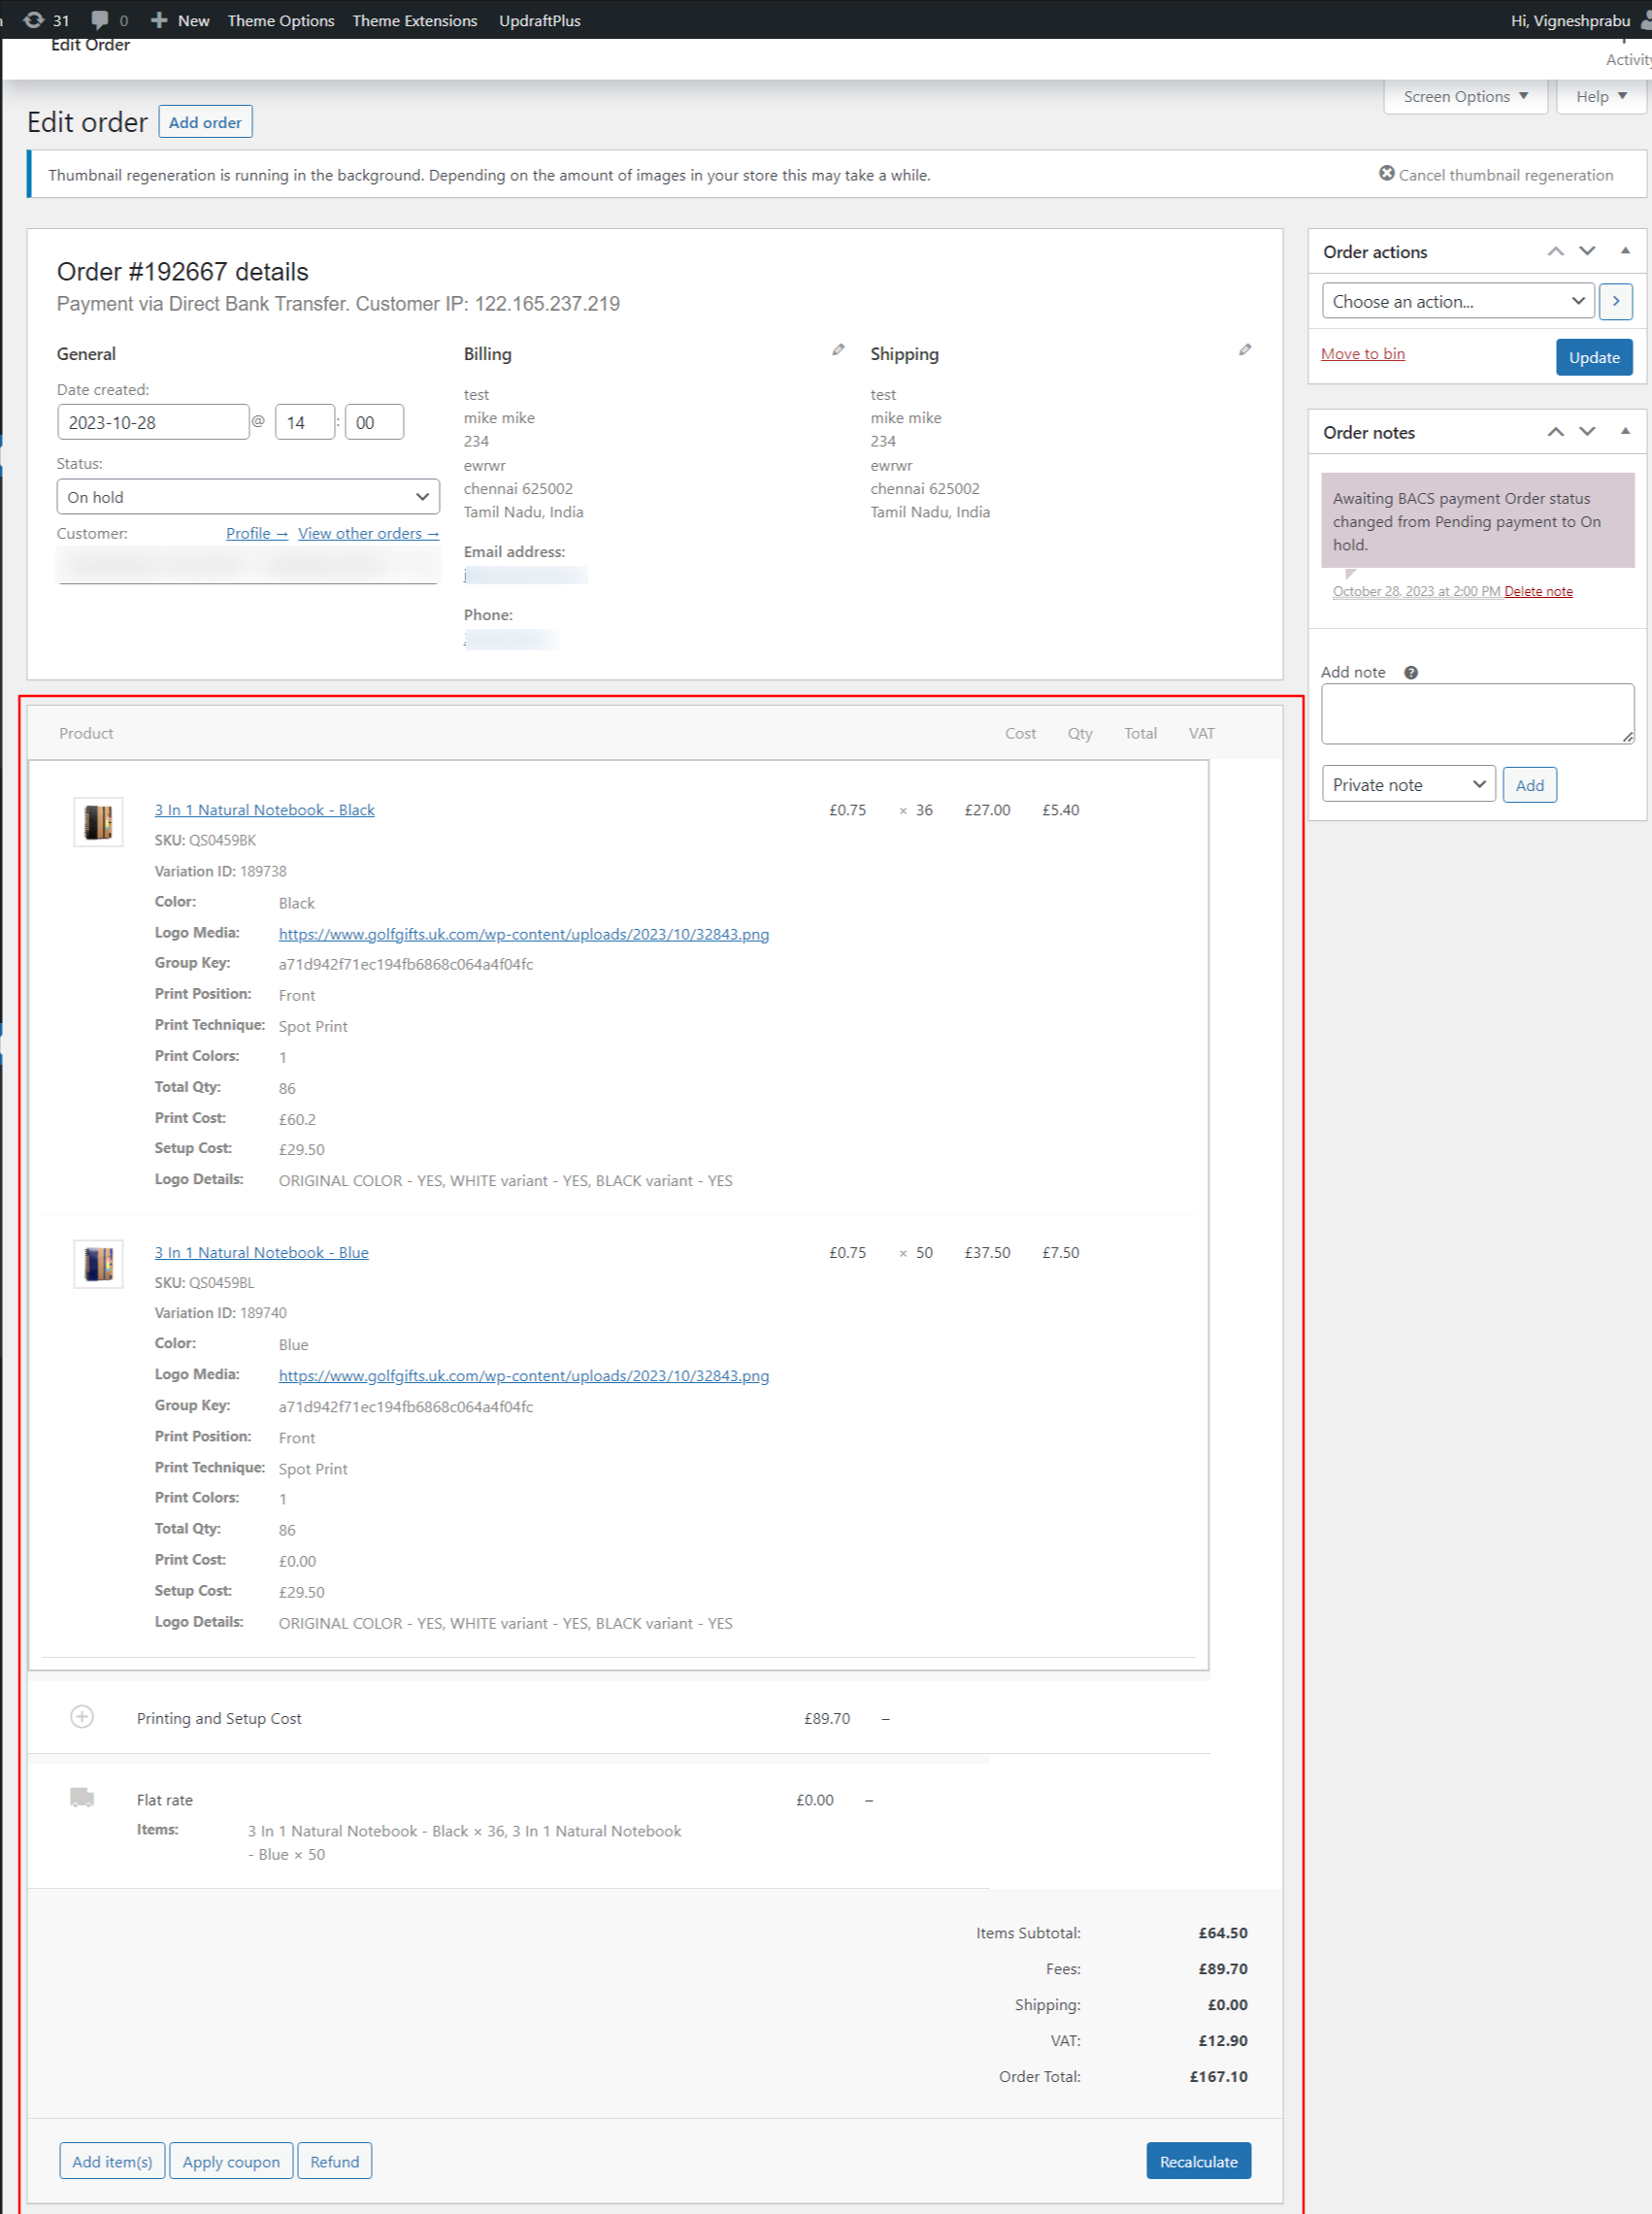 31 0 New Theme Options Theme Extensions UpdraftPlus Hi, Vigneshprabu
Edit Order
Activity
Screen Options Help
Edit order Add order
Thumbnail regeneration is running in the background. Depending on the amount of images in your store this may take a while. Cancel thumbnail regeneration
Order #192667 details
Payment via Direct Bank Transfer. Customer IP: 122.165.237.219
General
Date created:
2023-10-28 @ 14 : 00
Status:
On hold
Customer: Profile → View other orders →
Billing
test
mike mike
234
ewrwr
chennai 625002
Tamil Nadu, India
Email address:
Phone:
Shipping
test
mike mike
234
ewrwr
chennai 625002
Tamil Nadu, India
Order actions
Choose an action...
Move to bin Update
Order notes
Awaiting BACS payment Order status
changed from Pending payment to On
hold.
October 28, 2023 at 2:00 PM Delete note
Add note
Private note Add
Product Cost Qty Total VAT
3 In 1 Natural Notebook - Black £0.75 × 36 £27.00 £5.40
SKU: QS0459BK
Variation ID: 189738
Color: Black
Logo Media: https://www.golfgifts.uk.com/wp-content/uploads/2023/10/32843.png
Group Key: a71d942f71ec194fb6868c064a4f04fc
Print Position: Front
Print Technique: Spot Print
Print Colors: 1
Total Qty: 86
Print Cost: £60.2
Setup Cost: £29.50
Logo Details: ORIGINAL COLOR - YES, WHITE variant - YES, BLACK variant - YES
3 In 1 Natural Notebook - Blue £0.75 × 50 £37.50 £7.50
SKU: QS0459BL
Variation ID: 189740
Color: Blue
Logo Media: https://www.golfgifts.uk.com/wp-content/uploads/2023/10/32843.png
Group Key: a71d942f71ec194fb6868c064a4f04fc
Print Position: Front
Print Technique: Spot Print
Print Colors: 1
Total Qty: 86
Print Cost: £0.00
Setup Cost: £29.50
Logo Details: ORIGINAL COLOR - YES, WHITE variant - YES, BLACK variant - YES
Printing and Setup Cost £89.70 –
Flat rate £0.00 –
Items: 3 In 1 Natural Notebook - Black × 36, 3 In 1 Natural Notebook
- Blue × 50
Items Subtotal: £64.50
Fees: £89.70
Shipping: £0.00
VAT: £12.90
Order Total: £167.10
Add item(s) Apply coupon Refund Recalculate